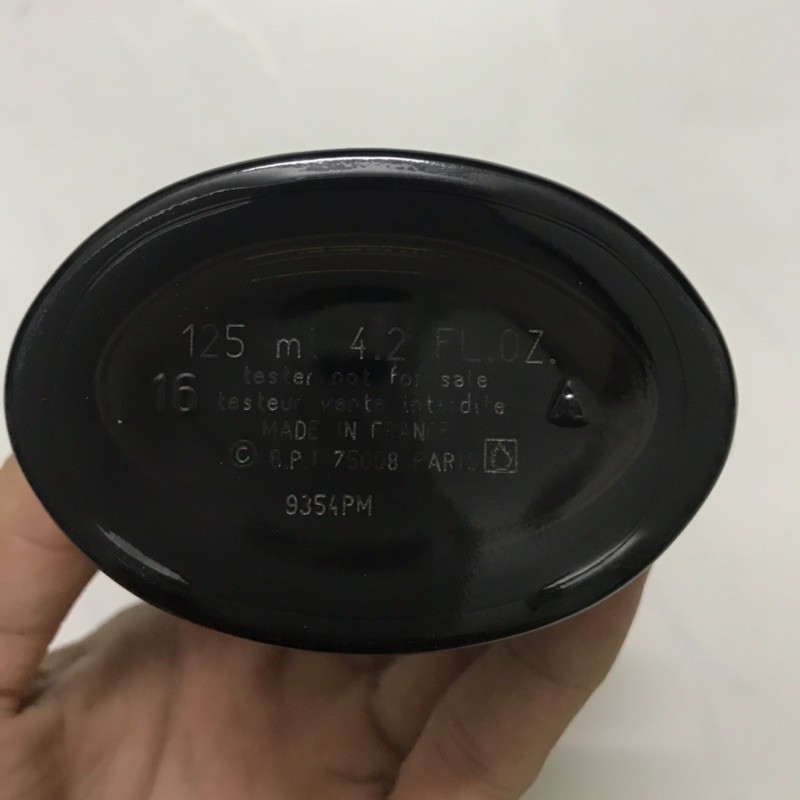 125 ml 4.2 FL.OZ.
tester not for sale
16 testeur vente interdite
MADE IN FRANCE
© B.P.I 75008 PARIS
9354PM